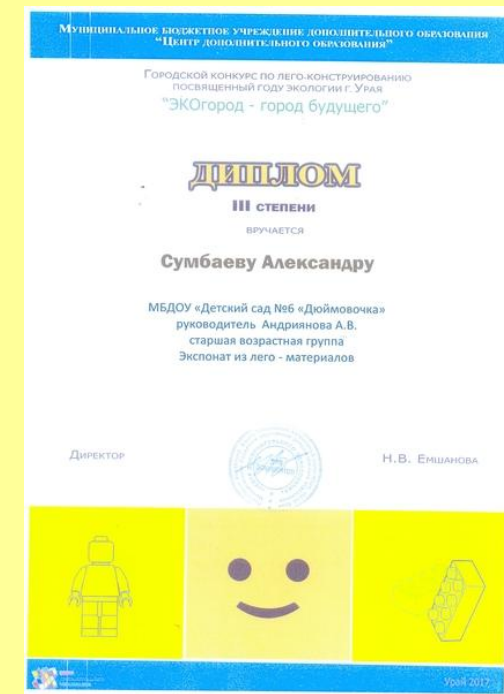 Муниципальное бюджетное учреждение дополнительного образования
“Центр дополнительного образования”
Городской конкурс по лего-конструированию
посвященный году экологии г. Урая
"ЭКОгород - город будущего"
ДИПЛОМ
III степени
вручается
Сумбаеву Александру
МБДОУ «Детский сад №6 «Дюймовочка»
руководитель Андриянова А.В.
старшая возрастная группа
Экспонат из лего - материалов
Директор
Н.В. Емшанова
Урай 2017